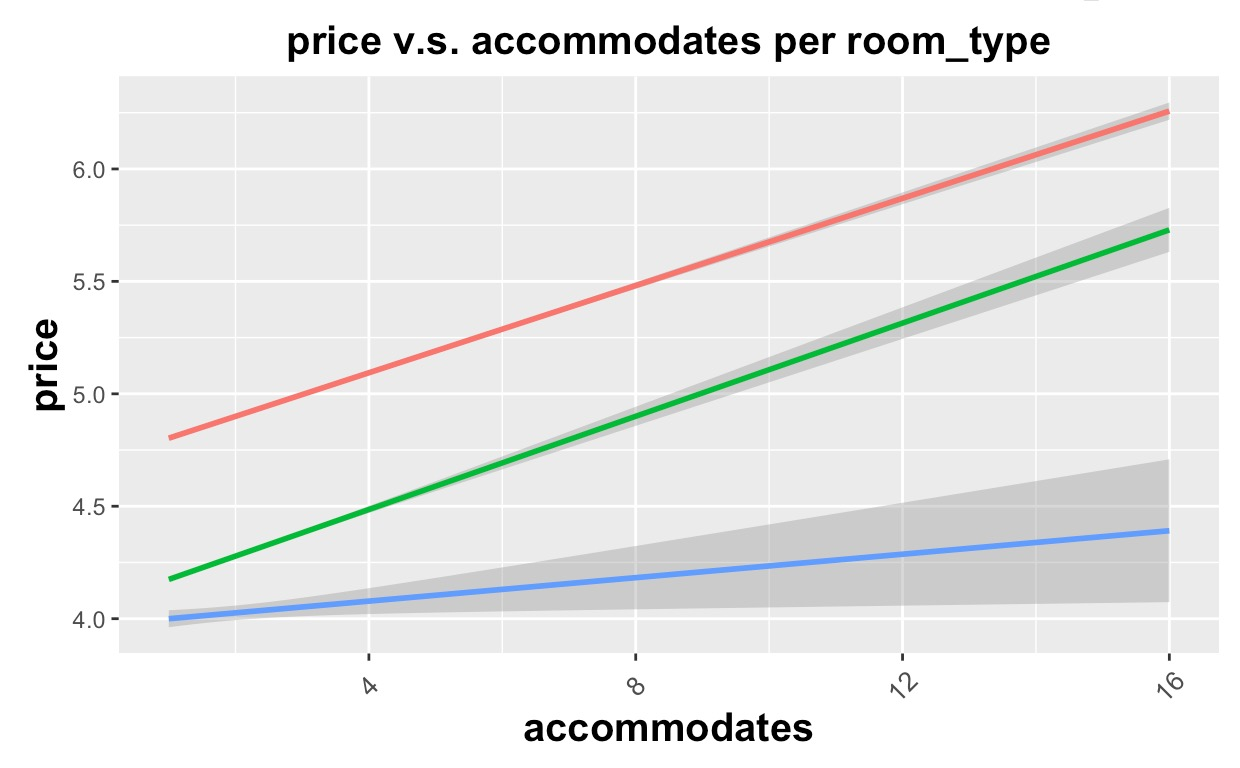 price v.s. accommodates per room_type
6.0
5.5
5.0
4.5
4.0
price
4 8 12 16
accommodates